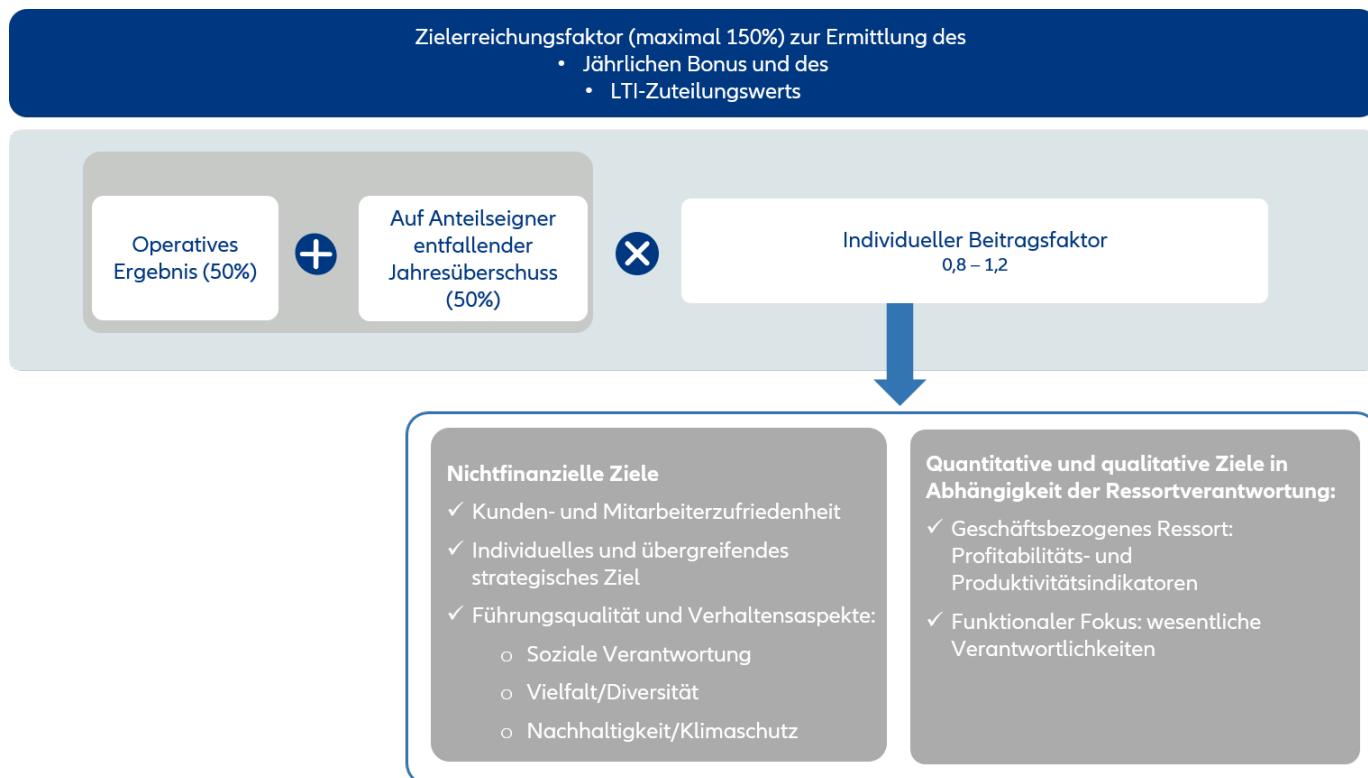 Zielerreichungsfaktor (maximal 150%) zur Ermittlung des
• Jährlichen Bonus und des
• LTI-Zuteilungswerts
Operatives
Ergebnis (50%)
Auf Anteilseigner
entfallender
Jahresüberschuss
(50%)
Individueller Beitragsfaktor
0,8 – 1,2
Nichtfinanzielle Ziele
✓ Kunden- und Mitarbeiterzufriedenheit
✓ Individuelles und übergreifendes
strategisches Ziel
✓ Führungsqualität und Verhaltensaspekte:
o Soziale Verantwortung
o Vielfalt/Diversität
o Nachhaltigkeit/Klimaschutz
Quantitative und qualitative Ziele in
Abhängigkeit der Ressortverantwortung:
✓ Geschäftsbezogenes Ressort:
Profitabilitäts- und
Produktivitätsindikatoren
✓ Funktionaler Fokus: wesentliche
Verantwortlichkeiten